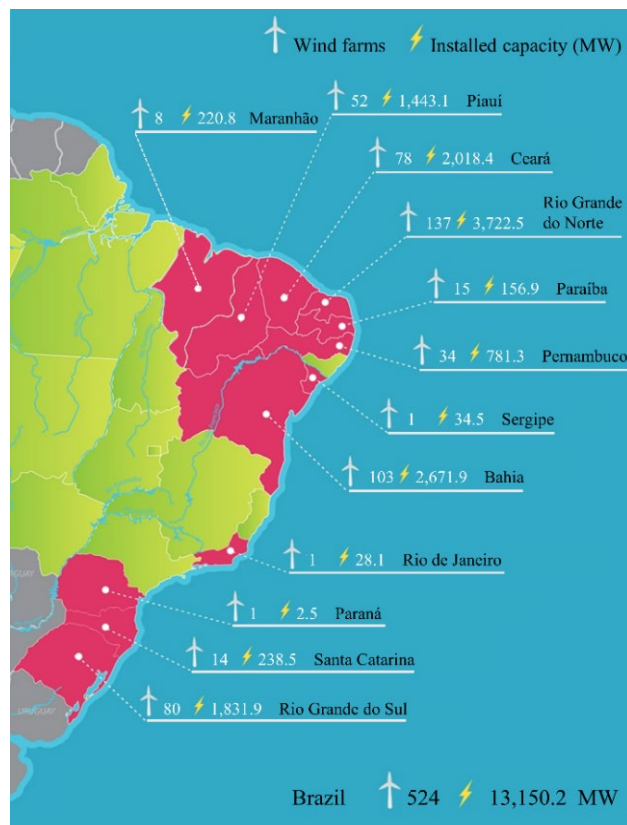 Wind farms Installed capacity (MW)
52 1,443.1 Piauí
8 220.8 Maranhão
78 2,018.4 Ceará
Rio Grande
137 3,722.5 do Norte
15 156.9 Paraíba
34 781.3 Pernambuco
1 34.5 Sergipe
103 2,671.9 Bahia
1 28.1 Rio de Janeiro
1 2.5 Paraná
14 238.5 Santa Catarina
80 1,831.9 Rio Grande do Sul
URUGUAY
Brazil 524 13,150.2 MW